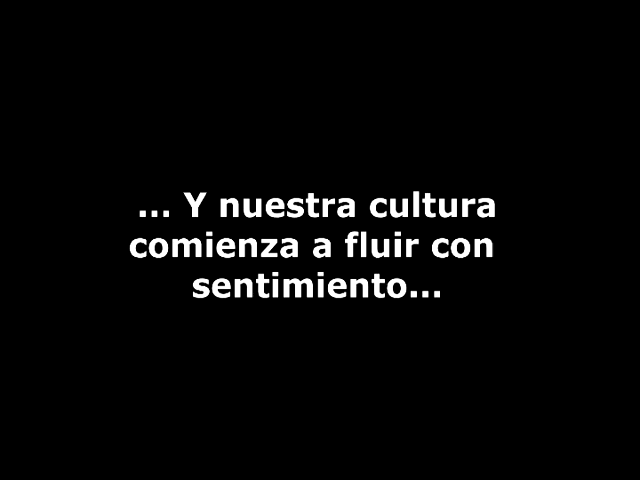 ... Y nuestra cultura
comienza a fluir con
sentimiento...